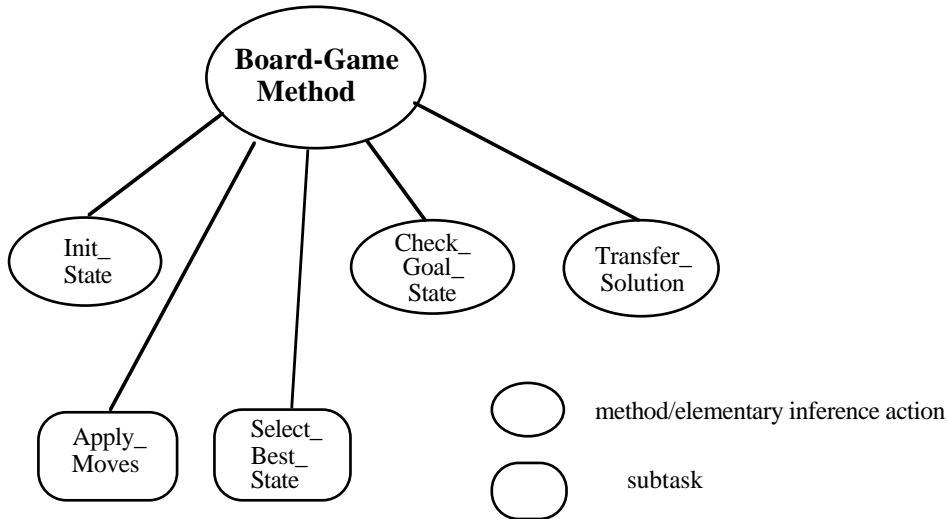 Board-Game
Method
Init_
State
Check_
Goal_
State
Transfer_
Solution
Apply_
Moves
Select_
Best_
State
method/elementary inference action
subtask